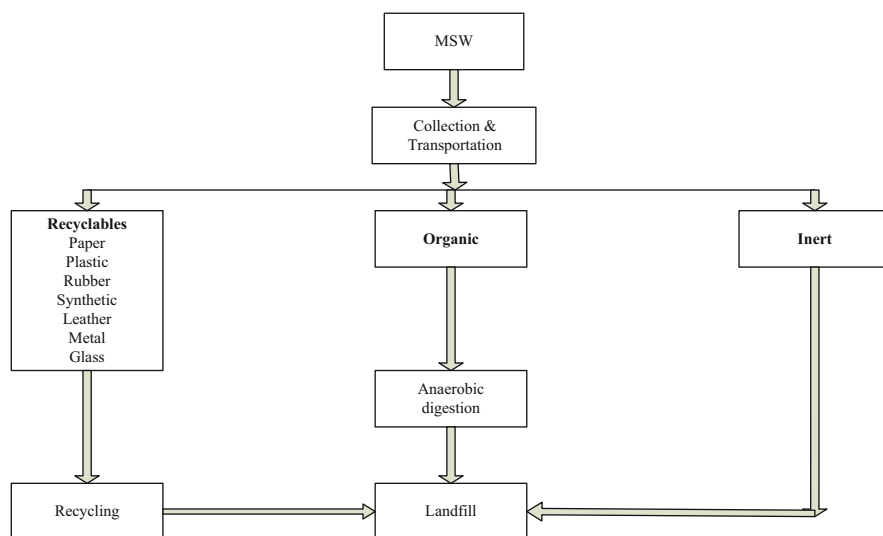 MSW
Collection &
Transportation
Recyclables
Paper
Plastic
Rubber
Synthetic
Leather
Metal
Glass
Organic
Inert
Anaerobic
digestion
Recycling
Landfill